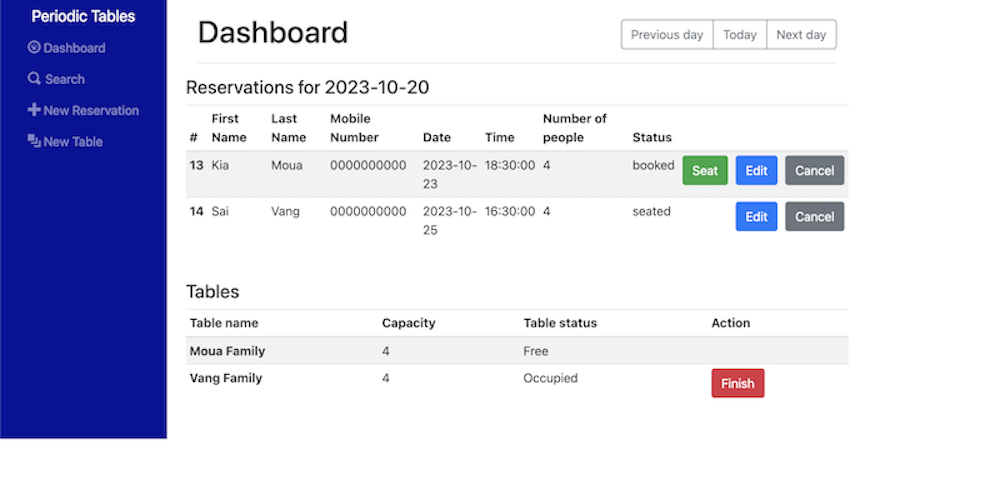 Periodic Tables
Dashboard
Search
New Reservation
New Table
Dashboard
Previous day Today Next day
Reservations for 2023-10-20
# First Name Last Name Mobile Number Date Time Number of people Status
13 Kia Moua 0000000000 2023-10-23 18:30:00 4 booked Seat Edit Cancel
14 Sai Vang 0000000000 2023-10-25 16:30:00 4 seated Edit Cancel
Tables
Table name Capacity Table status Action
Moua Family 4 Free
Vang Family 4 Occupied Finish